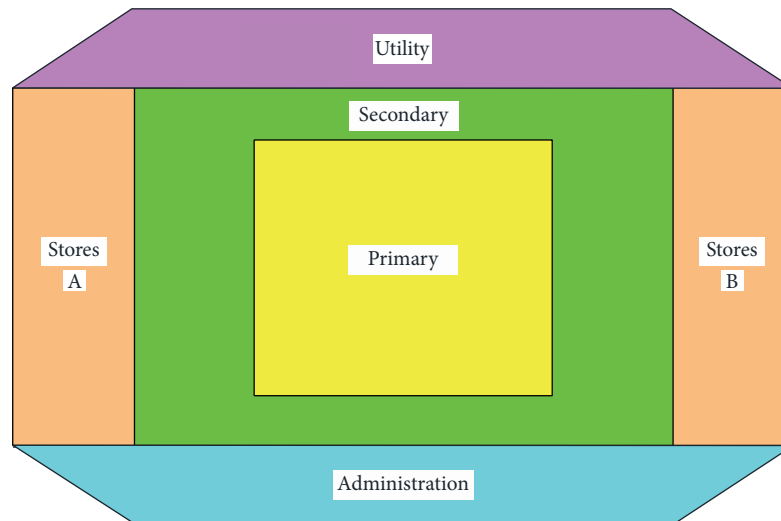 Utility
Secondary
Stores
A
Primary
Stores
B
Administration